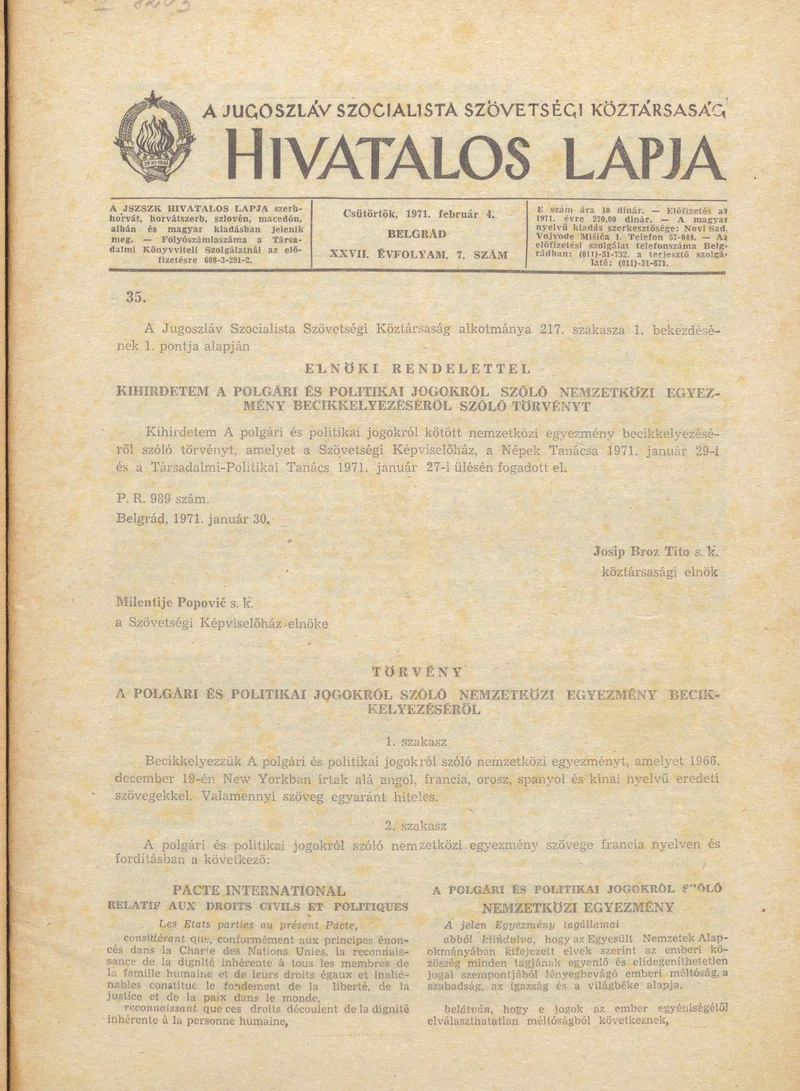 A JUGOSZLÁV SZOCIALISTA SZÖVETSÉGI KÖZTÁRSASÁG
HIVATALOS LAPJA
A JSZSZK HIVATALOS LAPJA szerb-
horvát, horvátszerb, szlovén, macedón,
albán és magyar kiadásban jelenik
meg. — Folyószámlaszáma a Társa-
dalmi Könyvviteli Szolgálatnál az elő-
fizetésre 608-3-291-2.
Csütörtök, 1971. február 4.
BELGRÁD
XXVII. ÉVFOLYAM. 7. SZÁM
E szám ára 10 dinár. — Előfizetés az
1971. évre 270,00 dinár. — A magyar
nyelvű kiadás szerkesztősége: Novi Sad,
Vojvode Mišića 1. Telefon 57-044. — Az
előfizetési szolgálat telefonszáma Belg-
rádban: (011)-51-732, a terjesztő szolgá-
laté: (011)-51-671.
35.
A Jugoszláv Szocialista Szövetségi Köztársaság alkotmánya 217. szakasza 1. bekezdésé-
nek 1. pontja alapján
ELNÖKI RENDELETTEL
KIHIRDETEM A POLGÁRI ÉS POLITIKAI JOGOKRÓL SZÓLÓ NEMZETKÖZI EGYEZ-
MÉNY BECIKKELYEZÉSÉRŐL SZÓLÓ TÖRVÉNYT
Kihirdetem A polgári és politikai jogokról kötött nemzetközi egyezmény becikkelyezésé-
ről szóló törvényt, amelyet a Szövetségi Képviselőház, a Népek Tanácsa 1971. január 29-i
és a Társadalmi-Politikai Tanács 1971. január 27-i ülésén fogadott el.
P. R. 989 szám.
Belgrád, 1971. január 30.
Josip Broz Tito s. k.
köztársasági elnök
Milentije Popović s. k.
a Szövetségi Képviselőház elnöke
TÖRVÉNY
A POLGÁRI ÉS POLITIKAI JOGOKRÓL SZÓLÓ NEMZETKÖZI EGYEZMÉNY BECIK-
KELYEZÉSÉRŐL
1. szakasz
Becikkelyezzük A polgári és politikai jogokról szóló nemzetközi egyezményt, amelyet 1966.
december 19-én New Yorkban írtak alá angol, francia, orosz, spanyol és kínai nyelvű eredeti
szövegekkel. Valamennyi szöveg egyaránt hiteles.
2. szakasz
A polgári és politikai jogokról szóló nemzetközi egyezmény szövege francia nyelven és
fordításban a következő:
PACTE INTERNATIONAL
RELATIF AUX DROITS CIVILS ET POLITIQUES
Les Etats parties au présent Pacte,
considérant que, conformément aux principes énon-
cés dans la Charte des Nations Unies, la reconnais-
sance de la dignité inhérente à tous les membres de
la famille humaine et de leurs droits égaux et inalié-
nables constitue le fondement de la liberté, de la
justice et de la paix dans le monde,
reconnaissant que ces droits découlent de la dignité
inhérente à la personne humaine,
A POLGÁRI ÉS POLITIKAI JOGOKRÓL SZÓLÓ
NEMZETKÖZI EGYEZMÉNY
A jelen Egyezmény tagállamai
abból kiindulva, hogy az Egyesült Nemzetek Alap-
okmányában kifejezett elvek szerint az emberi kö-
zösség minden tagjának egyenlő és elidegeníthetetlen
jogai szempontjából lényegbevágó emberi méltóság, a
szabadság, az igazság és a világbéke alapja,
belátván, hogy e jogok az ember egyéniségétől
elválaszthatatlan méltóságból következnek,